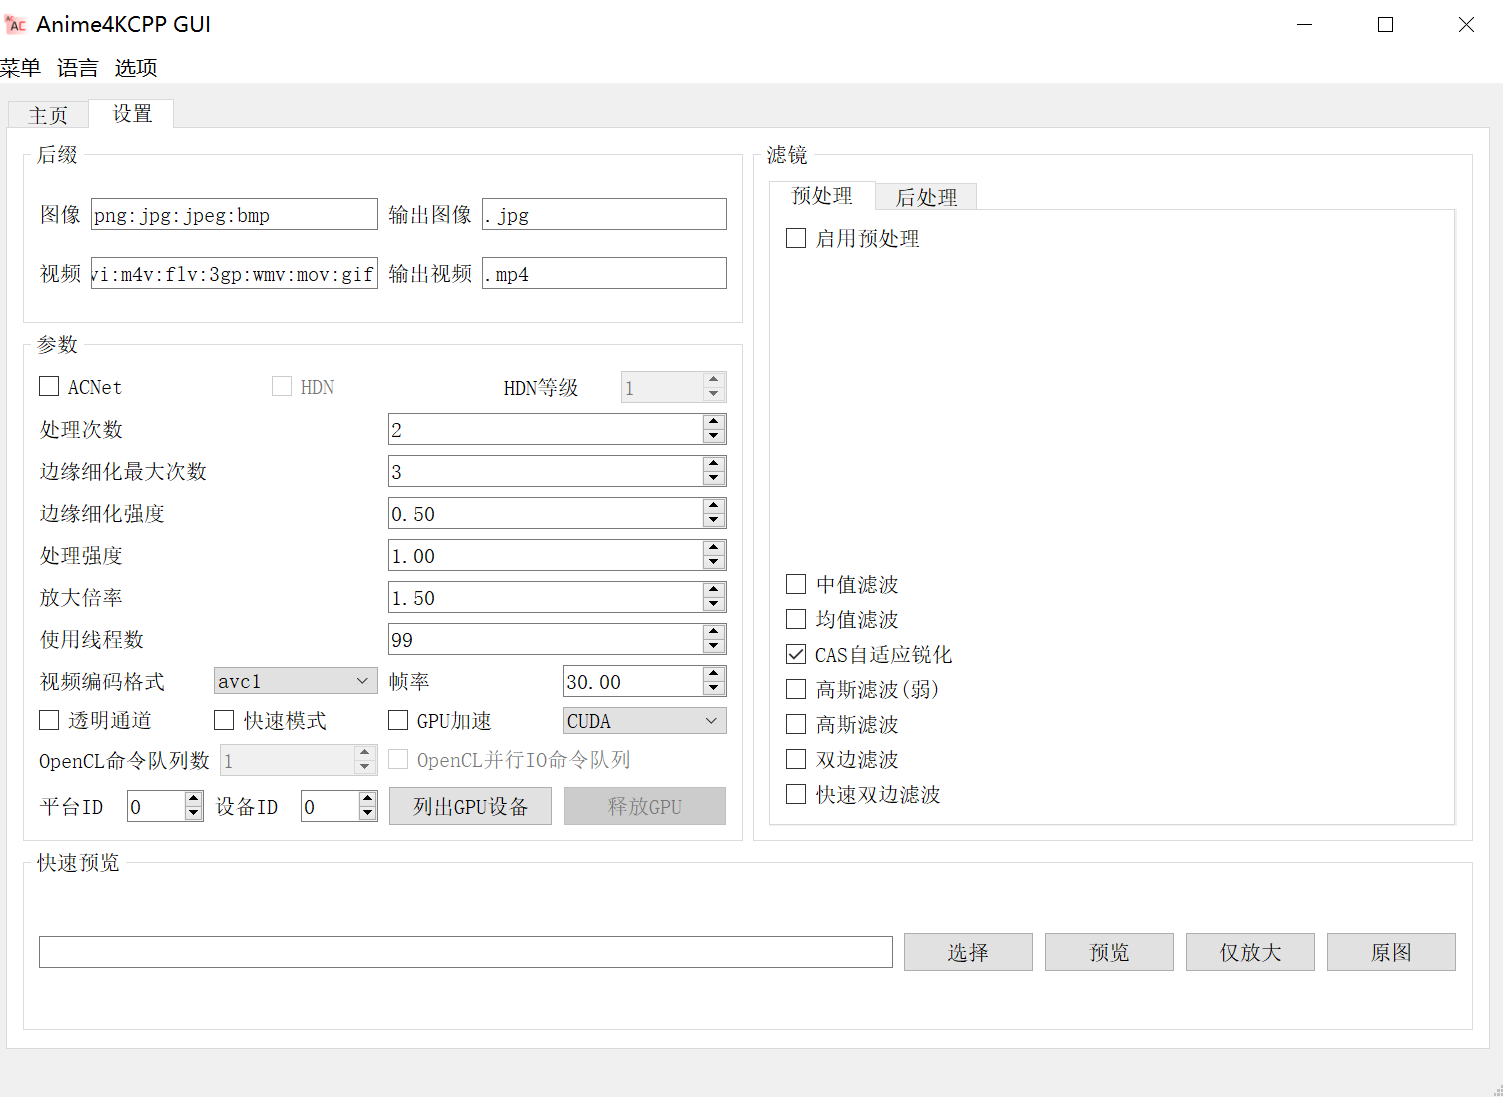 Anime4KCPP GUI
菜单 语言 选项
主页 设置
后缀
图像 png:jpg:jpeg:bmp 输出图像 .jpg
视频 vi:m4v:flv:3gp:wmv:mov:gif 输出视频 .mp4
参数
ACNet HDN HDN等级 1
处理次数 2
边缘细化最大次数 3
边缘细化强度 0.50
处理强度 1.00
放大倍率 1.50
使用线程数 99
视频编码格式 avc1 帧率 30.00
透明通道 快速模式 GPU加速 CUDA
OpenCL命令队列数 1 OpenCL并行IO命令队列
平台ID 0 设备ID 0 列出GPU设备 释放GPU
滤镜
预处理 后处理
启用预处理
中值滤波
均值滤波
CAS自适应锐化
高斯滤波(弱)
高斯滤波
双边滤波
快速双边滤波
快速预览
选择 预览 仅放大 原图